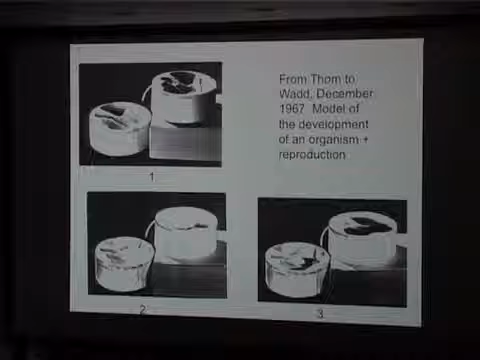 From Thom to
Wadd, December
1967 Model of
the development
of an organism +
reproduction
1
2
3